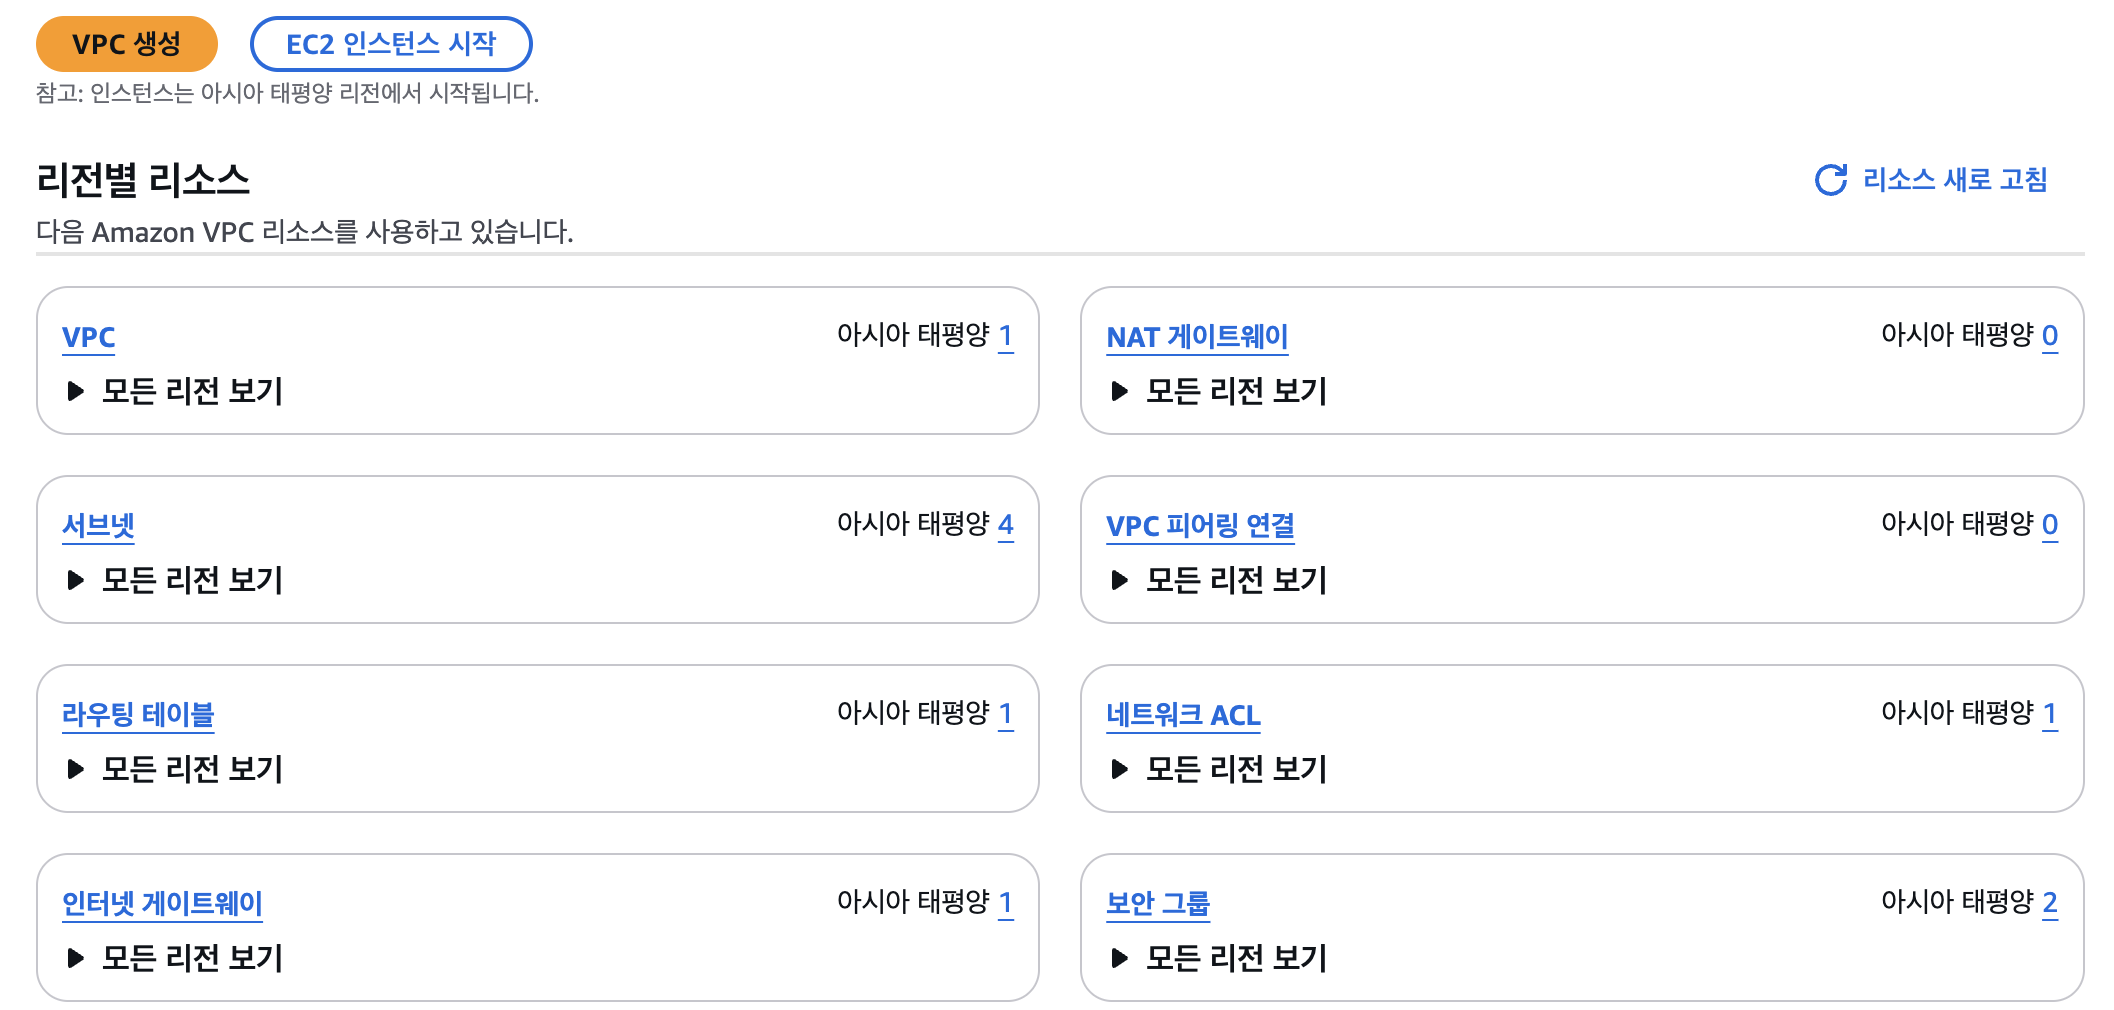 VPC 생성
EC2 인스턴스 시작
참고: 인스턴스는 아시아 태평양 리전에서 시작됩니다.
리전별 리소스
리소스 새로 고침
다음 Amazon VPC 리소스를 사용하고 있습니다.
VPC
아시아 태평양 1
모든 리전 보기
NAT 게이트웨이
아시아 태평양 0
모든 리전 보기
서브넷
아시아 태평양 4
모든 리전 보기
VPC 피어링 연결
아시아 태평양 0
모든 리전 보기
라우팅 테이블
아시아 태평양 1
모든 리전 보기
네트워크 ACL
아시아 태평양 1
모든 리전 보기
인터넷 게이트웨이
아시아 태평양 1
모든 리전 보기
보안 그룹
아시아 태평양 2
모든 리전 보기